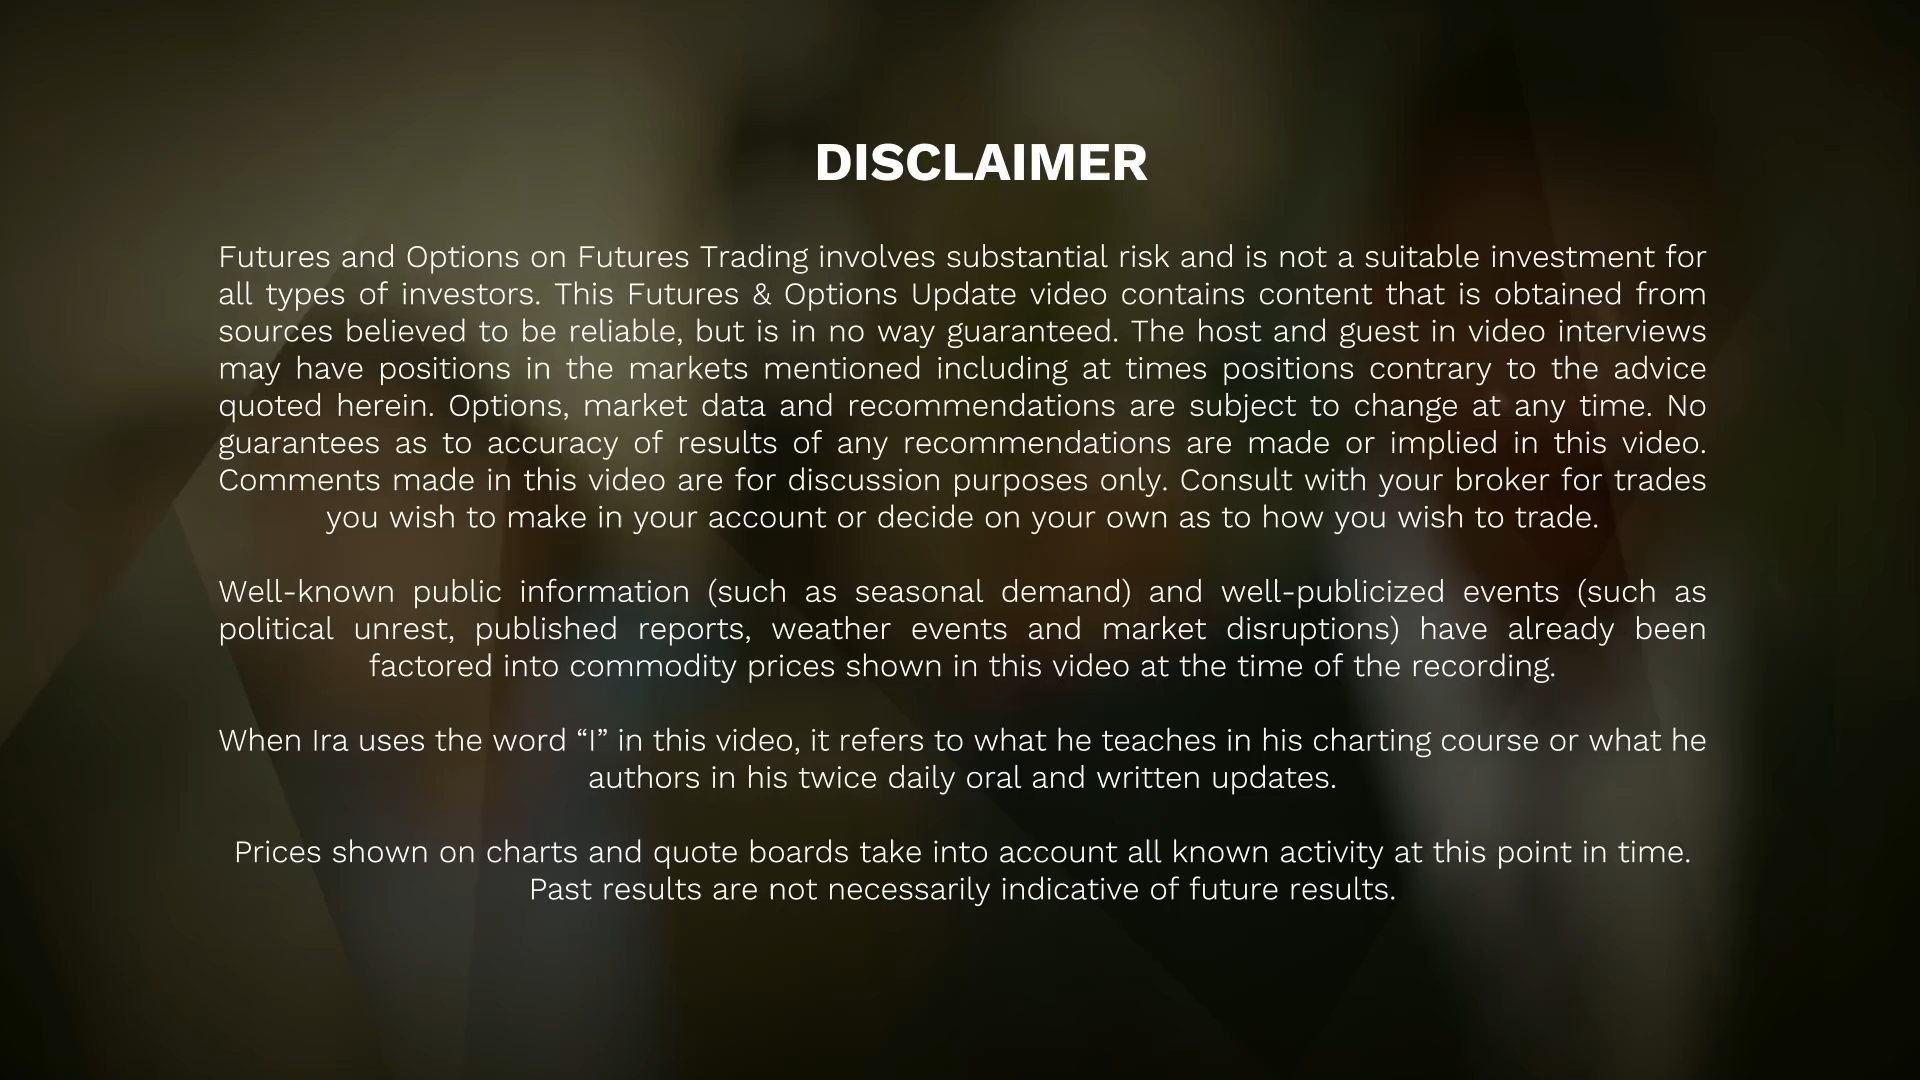 DISCLAIMER
Futures and Options on Futures Trading involves substantial risk and is not a suitable investment for
all types of investors. This Futures & Options Update video contains content that is obtained from
sources believed to be reliable, but is in no way guaranteed. The host and guest in video interviews
may have positions in the markets mentioned including at times positions contrary to the advice
quoted herein. Options, market data and recommendations are subject to change at any time. No
guarantees as to accuracy of results of any recommendations are made or implied in this video.
Comments made in this video are for discussion purposes only. Consult with your broker for trades
you wish to make in your account or decide on your own as to how you wish to trade.
Well-known public information (such as seasonal demand) and well-publicized events (such as
political unrest, published reports, weather events and market disruptions) have already been
factored into commodity prices shown in this video at the time of the recording.
When Ira uses the word “I” in this video, it refers to what he teaches in his charting course or what he
authors in his twice daily oral and written updates.
Prices shown on charts and quote boards take into account all known activity at this point in time.
Past results are not necessarily indicative of future results.